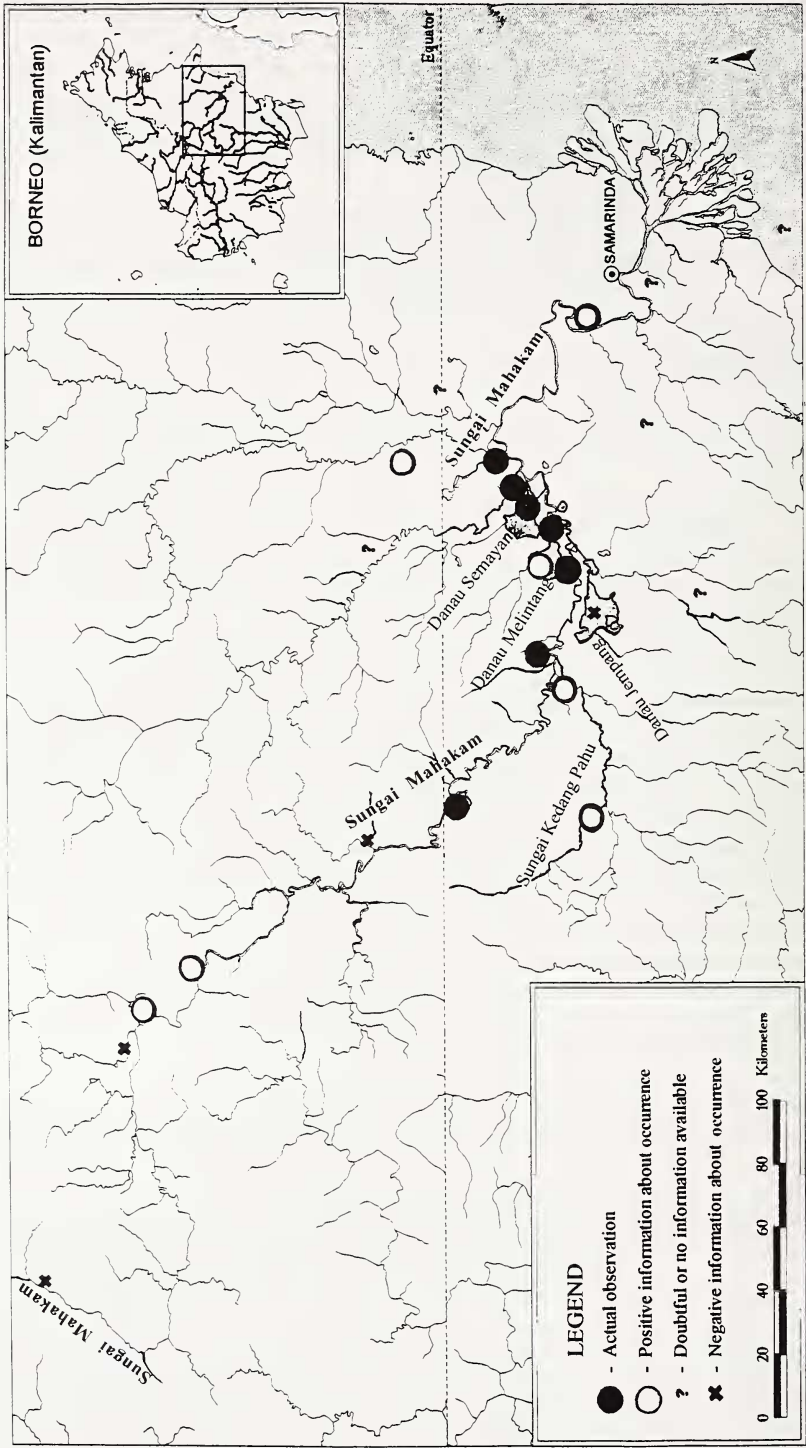 BORNEO (Kalimantan)
Equator
N
SAMARINDA
Sungai Mahakam
Danau Semayang
Danau Melintang
Danau Jempang
Sungai Mahakam
Sungai Kedang Pahu
Sungai Mahakam
?
?
?
?
?
?
LEGEND
- Actual observation
- Positive information about occurrence
? - Doubtful or no information available
- Negative information about occurrence
0 20 40 60 80 100 Kilometers